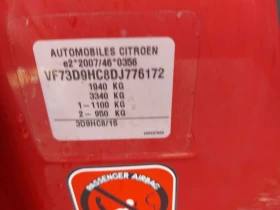 AUTOMOBILES CITROEN
e2*2007/46*0356
VF73D9HC8DJ776172
1940 KG
3340 KG
1-1100 KG
2- 950 KG
3D9HC8/1S
PASSENGER AIRBAG